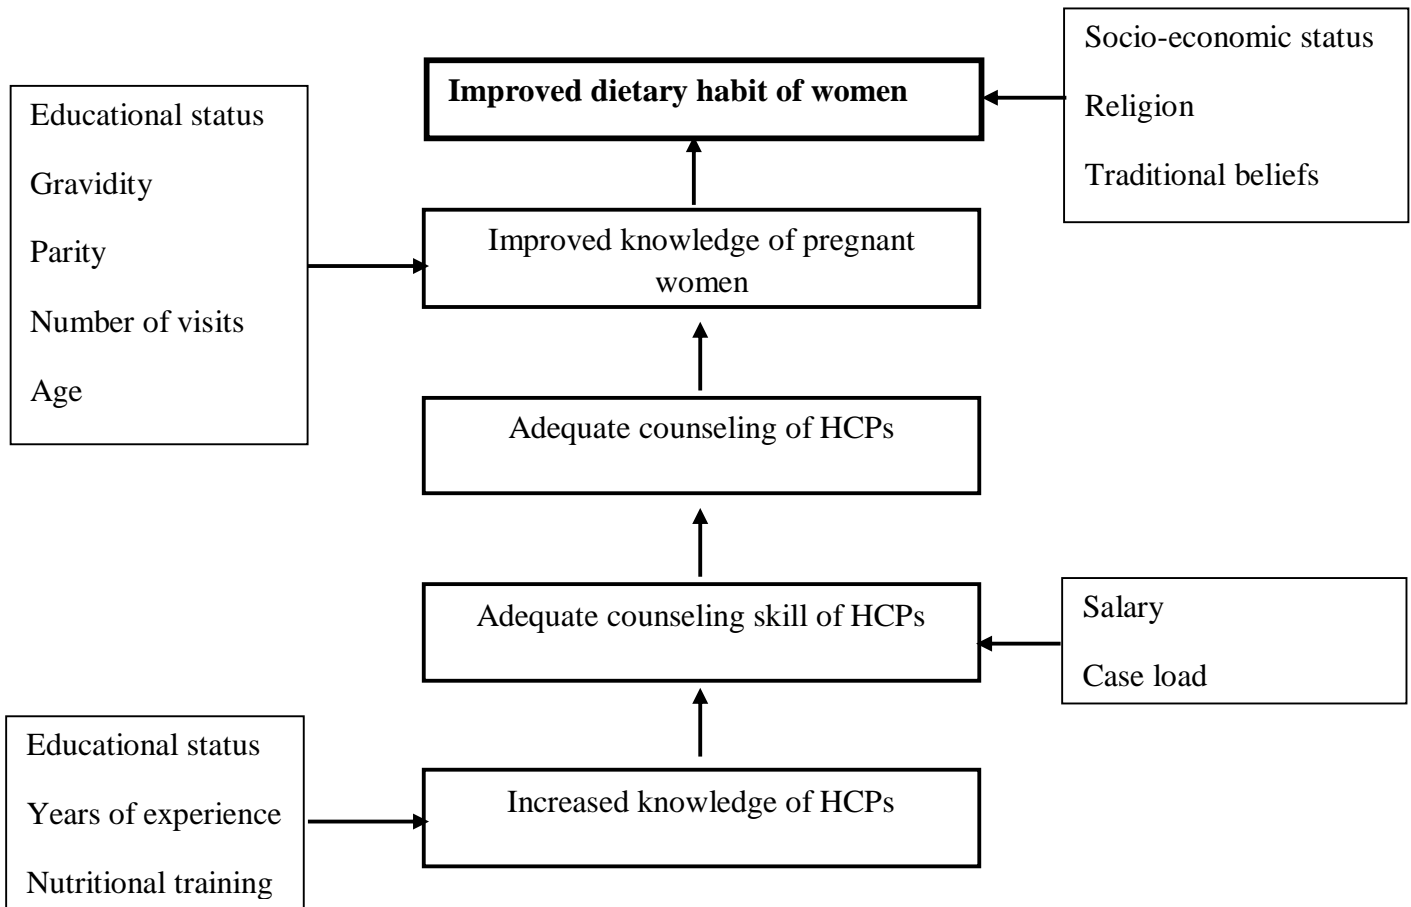 Socio-economic status
Religion
Traditional beliefs
Improved dietary habit of women
Educational status
Gravidity
Parity
Number of visits
Age
Improved knowledge of pregnant
women
Adequate counseling of HCPs
Adequate counseling skill of HCPs
Salary
Case load
Educational status
Years of experience
Nutritional training
Increased knowledge of HCPs